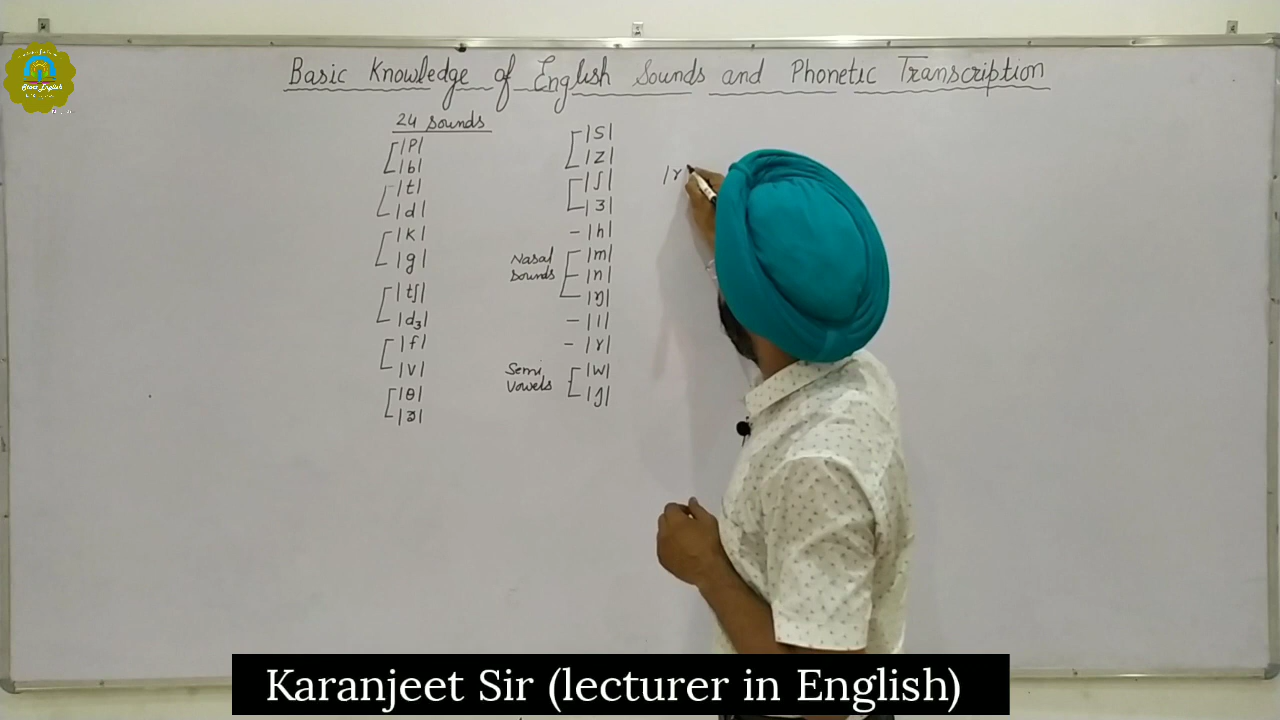 Basic Knowledge of English Sounds and Phonetic Transcription
24 sounds
|p|
|b|
|t|
|d|
|k|
|g|
|tʃ|
|dʒ|
|f|
|v|
|θ|
|ð|
|s|
|z|
|ʃ|
|ʒ|
|h|
Nasal sounds
|m|
|n|
|ŋ|
|l|
|r|
Semi Vowels
|w|
|j|
|r
Karanjeet Sir (lecturer in English)